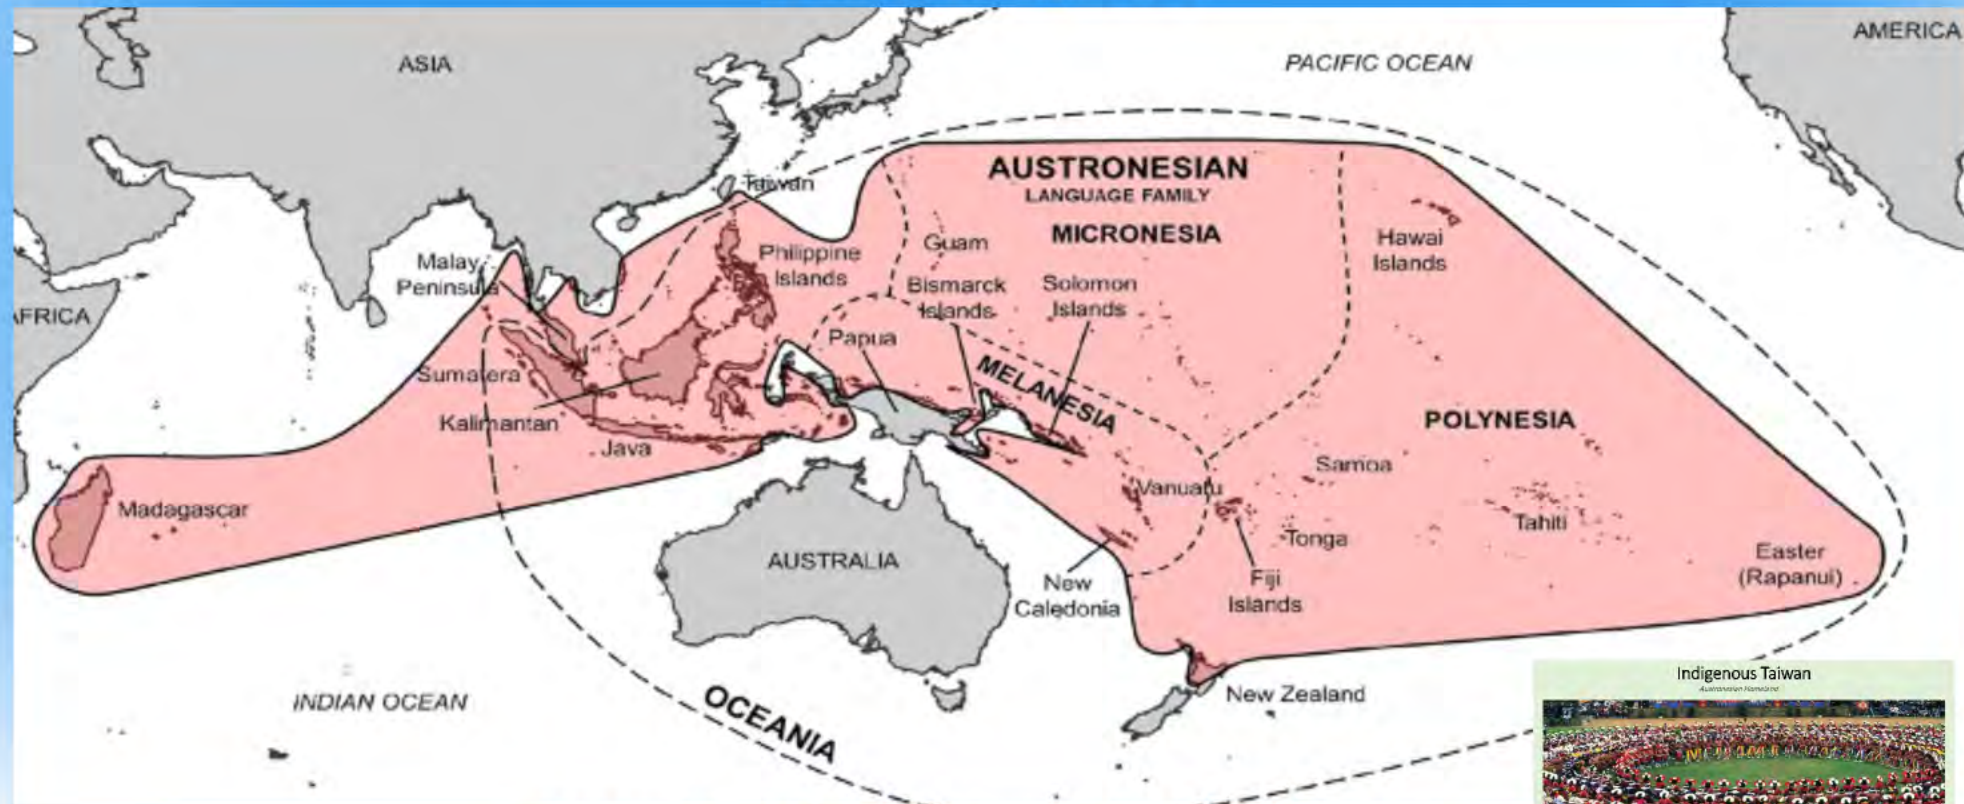 ASIA
PACIFIC OCEAN
AMERICA
AUSTRONESIAN
LANGUAGE FAMILY
Taiwan
MICRONESIA
Guam
Hawai
Islands
Malay
Peninsula
Philippine
Islands
Bismarck
Islands
Solomon
Islands
AFRICA
Papua
MELANESIA
Sumatera
Kalimantan
Java
POLYNESIA
Samoa
Vanuatu
Madagascar
Tahiti
Tonga
AUSTRALIA
Easter
(Rapanui)
New
Caledonia
Fiji
Islands
INDIAN OCEAN
OCEANIA
New Zealand
Indigenous Taiwan
Austronesian Homeland